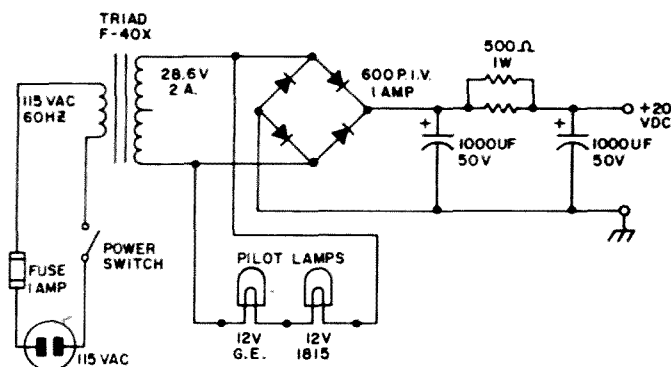 TRIAD
F-40X
115 VAC
60HZ
28.6V
2 A.
600 P.I.V.
1 AMP
500 Ω
1W
+
1000UF
50V
+
1000UF
50V
+20
VDC
POWER
SWITCH
FUSE
1 AMP
115 VAC
PILOT LAMPS
12V
G.E.
12V
1815